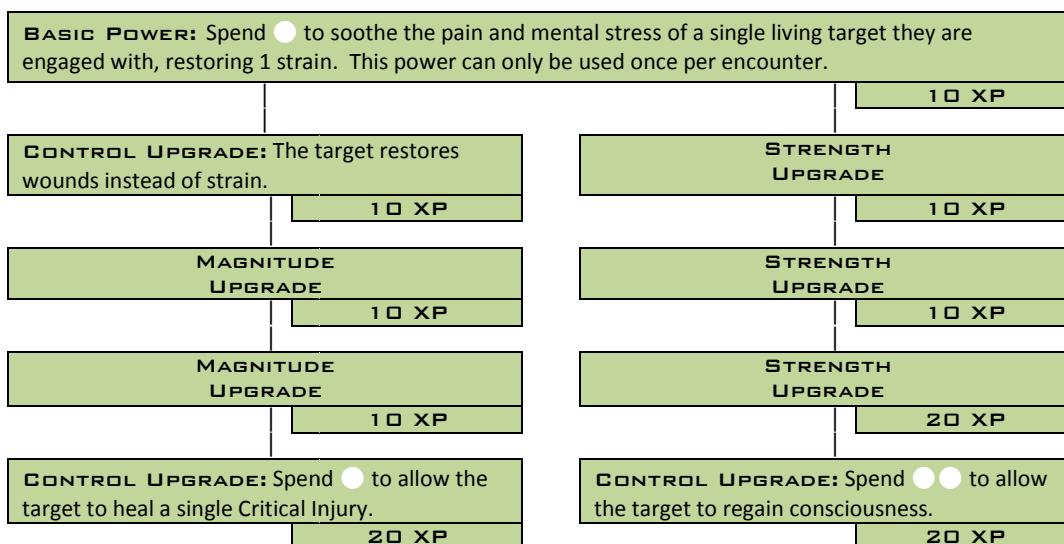 BASIC POWER: Spend to soothe the pain and mental stress of a single living target they are
engaged with, restoring 1 strain. This power can only be used once per encounter.
10 XP
CONTROL UPGRADE: The target restores
wounds instead of strain.
10 XP
STRENGTH
UPGRADE
10 XP
MAGNITUDE
UPGRADE
10 XP
STRENGTH
UPGRADE
10 XP
MAGNITUDE
UPGRADE
10 XP
STRENGTH
UPGRADE
20 XP
CONTROL UPGRADE: Spend to allow the
target to heal a single Critical Injury.
20 XP
CONTROL UPGRADE: Spend to allow
the target to regain consciousness.
20 XP